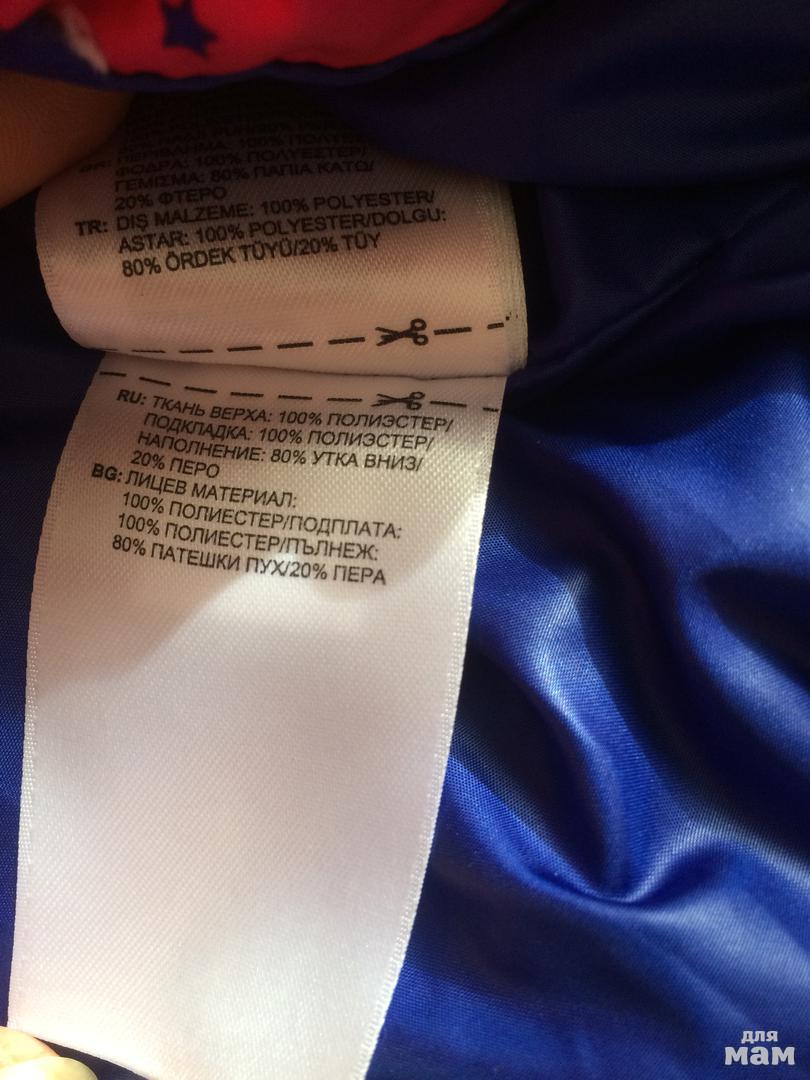 ΦΟΔΡΑ: 100% ΠΟΛΥΕΣΤΕΡ/
ΓΕΜΙΣΜΑ: 80% ΠΑΠΙΑ ΚΑΤΩ/
20% ΦΤΕΡΟ
TR: DIŞ MALZEME: 100% POLYESTER/
ASTAR: 100% POLYESTER/DOLGU:
80% ÖRDEK TÜYÜ/20% TÜY
RU: ТКАНЬ ВЕРХА: 100% ПОЛИЭСТЕР/
ПОДКЛАДКА: 100% ПОЛИЭСТЕР/
НАПОЛНЕНИЕ: 80% УТКА ВНИЗ/
20% ПЕРО
BG: ЛИЦЕВ МАТЕРИАЛ:
100% ПОЛИЕСТЕР/ПОДПЛАТА:
100% ПОЛИЕСТЕР/ПЪЛНЕЖ:
80% ПАТЕШКИ ПУХ/20% ПЕРА
для
мам